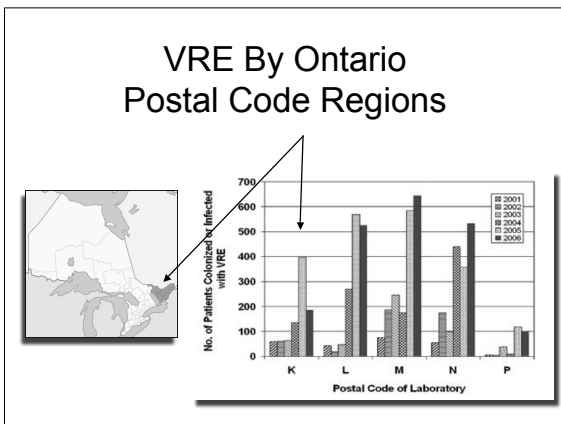 VRE By Ontario
Postal Code Regions
No. of Patients Colonized or Infected
with VRE
700
600
500
400
300
200
100
0
2001
2002
2003
2004
2005
2006
K L M N P
Postal Code of Laboratory